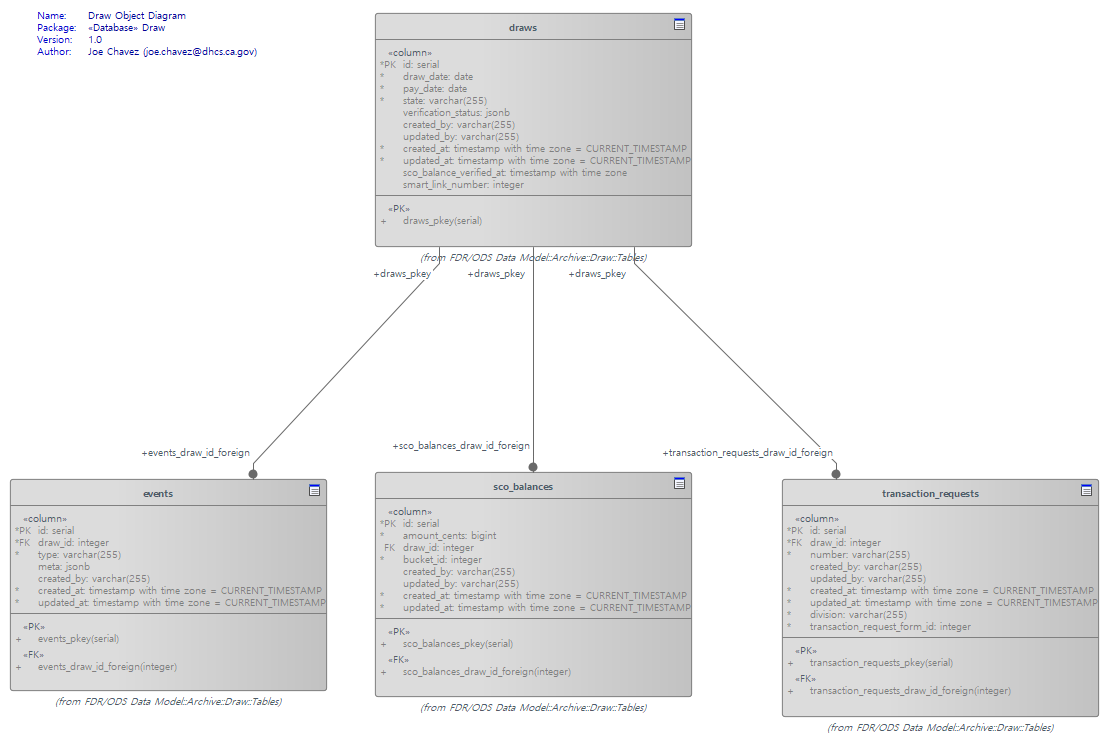 Name: Draw Object Diagram
Package: «Database» Draw
Version: 1.0
Author: Joe Chavez (joe.chavez@dhcs.ca.gov)
draws
«column»
*PK id: serial
* draw_date: date
* pay_date: date
* state: varchar(255)
verification_status: jsonb
created_by: varchar(255)
updated_by: varchar(255)
* created_at: timestamp with time zone = CURRENT_TIMESTAMP
* updated_at: timestamp with time zone = CURRENT_TIMESTAMP
sco_balance_verified_at: timestamp with time zone
smart_link_number: integer
«PK»
+ draws_pkey(serial)
(from FDR/ODS Data Model::Archive::Draw::Tables)
+draws_pkey
+draws_pkey
+draws_pkey
+events_draw_id_foreign
+sco_balances_draw_id_foreign
+transaction_requests_draw_id_foreign
events
«column»
*PK id: serial
*FK draw_id: integer
* type: varchar(255)
meta: jsonb
created_by: varchar(255)
* created_at: timestamp with time zone = CURRENT_TIMESTAMP
* updated_at: timestamp with time zone = CURRENT_TIMESTAMP
«PK»
+ events_pkey(serial)
«FK»
+ events_draw_id_foreign(integer)
(from FDR/ODS Data Model::Archive::Draw::Tables)
sco_balances
«column»
*PK id: serial
* amount_cents: bigint
FK draw_id: integer
* bucket_id: integer
created_by: varchar(255)
updated_by: varchar(255)
* created_at: timestamp with time zone = CURRENT_TIMESTAMP
* updated_at: timestamp with time zone = CURRENT_TIMESTAMP
«PK»
+ sco_balances_pkey(serial)
«FK»
+ sco_balances_draw_id_foreign(integer)
(from FDR/ODS Data Model::Archive::Draw::Tables)
transaction_requests
«column»
*PK id: serial
*FK draw_id: integer
* number: varchar(255)
created_by: varchar(255)
updated_by: varchar(255)
* created_at: timestamp with time zone = CURRENT_TIMESTAMP
* updated_at: timestamp with time zone = CURRENT_TIMESTAMP
* division: varchar(255)
* transaction_request_form_id: integer
«PK»
+ transaction_requests_pkey(serial)
«FK»
+ transaction_requests_draw_id_foreign(integer)
(from FDR/ODS Data Model::Archive::Draw::Tables)